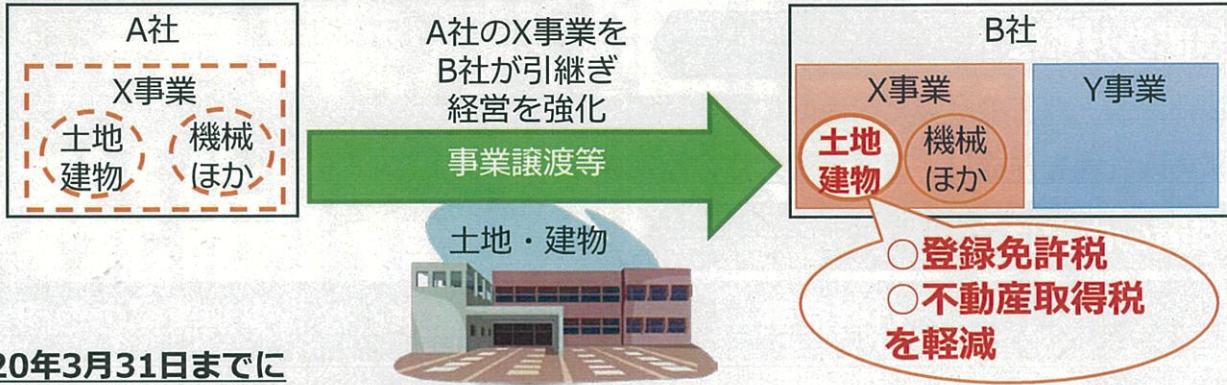 A社
X事業
土地
建物
機械
ほか
A社のX事業を
B社が引継ぎ
経営を強化
事業譲渡等
土地・建物
B社
X事業
土地
建物
機械
ほか
Y事業
○登録免許税
○不動産取得税
を軽減
20年3月31日までに